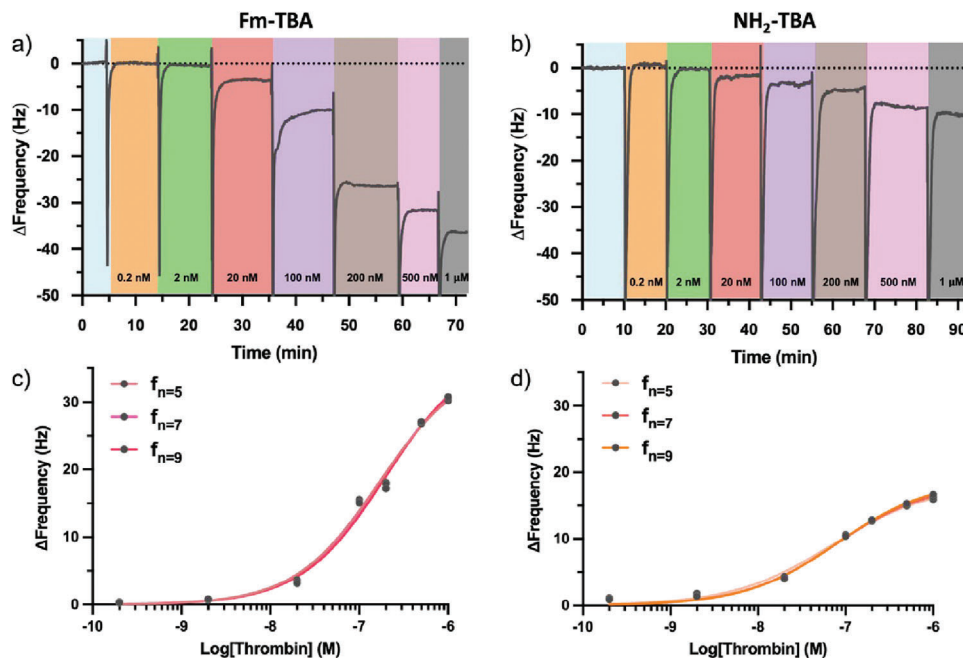 Fm-TBA
NH₂-TBA
a)
b)
ΔFrequency (Hz)
0
-10
-20
-30
-40
-50
0.2 nM
2 nM
20 nM
100 nM
200 nM
500 nM
1 µM
0 10 20 30 40 50 60 70
Time (min)
ΔFrequency (Hz)
0
-10
-20
-30
-40
-50
0.2 nM
2 nM
20 nM
100 nM
200 nM
500 nM
1 µM
0 10 20 30 40 50 60 70 80 90
Time (min)
c)
ΔFrequency (Hz)
30
20
10
0
fn=5
fn=7
fn=9
-10 -9 -8 -7 -6
Log[Thrombin] (M)
d)
ΔFrequency (Hz)
30
20
10
0
fn=5
fn=7
fn=9
-10 -9 -8 -7 -6
Log[Thrombin] (M)